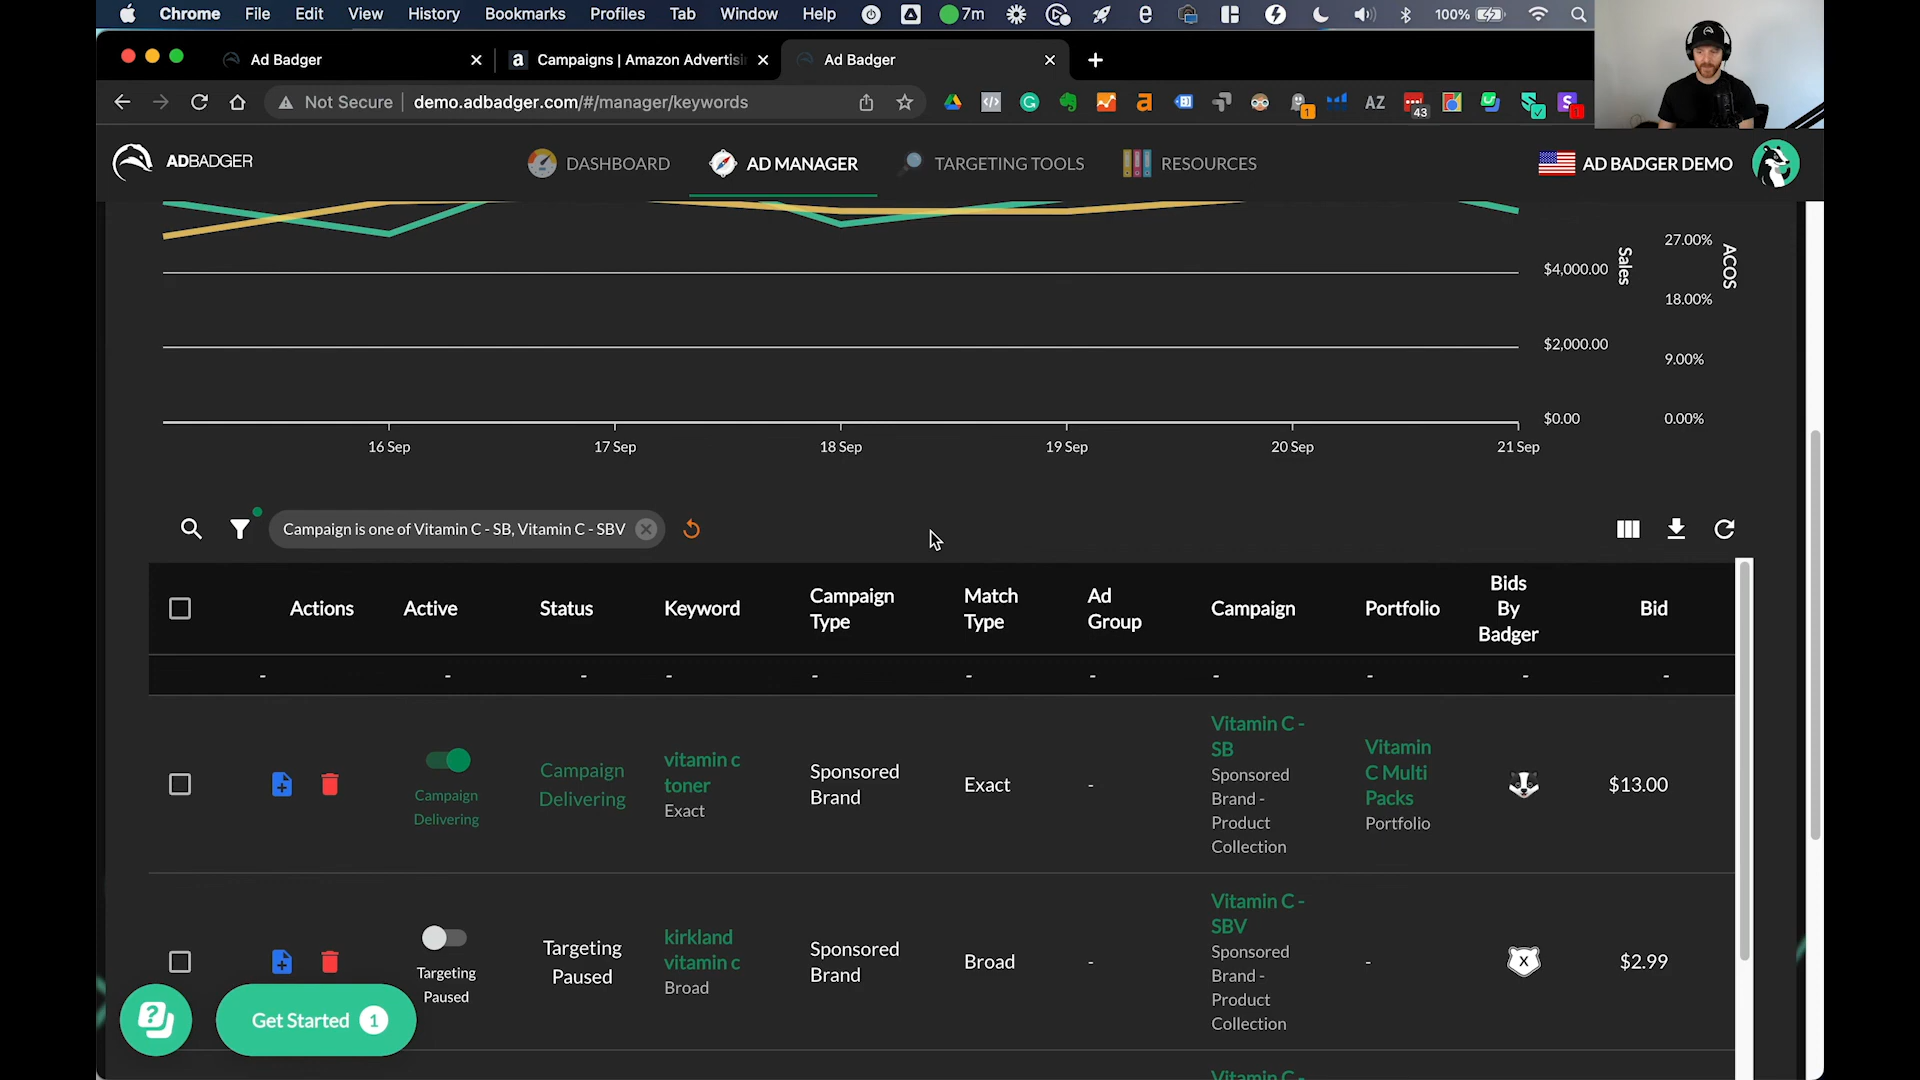 Chrome File Edit View History Bookmarks Profiles Tab Window Help 7m 100%
Ad Badger
a Campaigns | Amazon Advertisi
Ad Badger
Not Secure demo.adbadger.com/#/manager/keywords
AZ 43 1 1
ADBADGER
DASHBOARD
AD MANAGER
TARGETING TOOLS
RESOURCES
AD BADGER DEMO
27.00%
$4,000.00
18.00%
$2,000.00
9.00%
$0.00
0.00%
Sales
ACOS
16 Sep
17 Sep
18 Sep
19 Sep
20 Sep
21 Sep
Campaign is one of Vitamin C - SB, Vitamin C - SBV
Actions
Active
Status
Keyword
Campaign
Type
Match
Type
Ad
Group
Campaign
Portfolio
Bids
By
Badger
Bid
- - - - - - - - - - -
Campaign
Delivering
Campaign
Delivering
vitamin c
toner
Exact
Sponsored
Brand
Exact
-
Vitamin C -
SB
Sponsored
Brand -
Product
Collection
Vitamin
C Multi
Packs
Portfolio
$13.00
Targeting
Paused
Targeting
Paused
kirkland
vitamin c
Broad
Sponsored
Brand
Broad
-
Vitamin C -
SBV
Sponsored
Brand -
Product
Collection
-
X
$2.99
Vitamin C -
?
Get Started 1